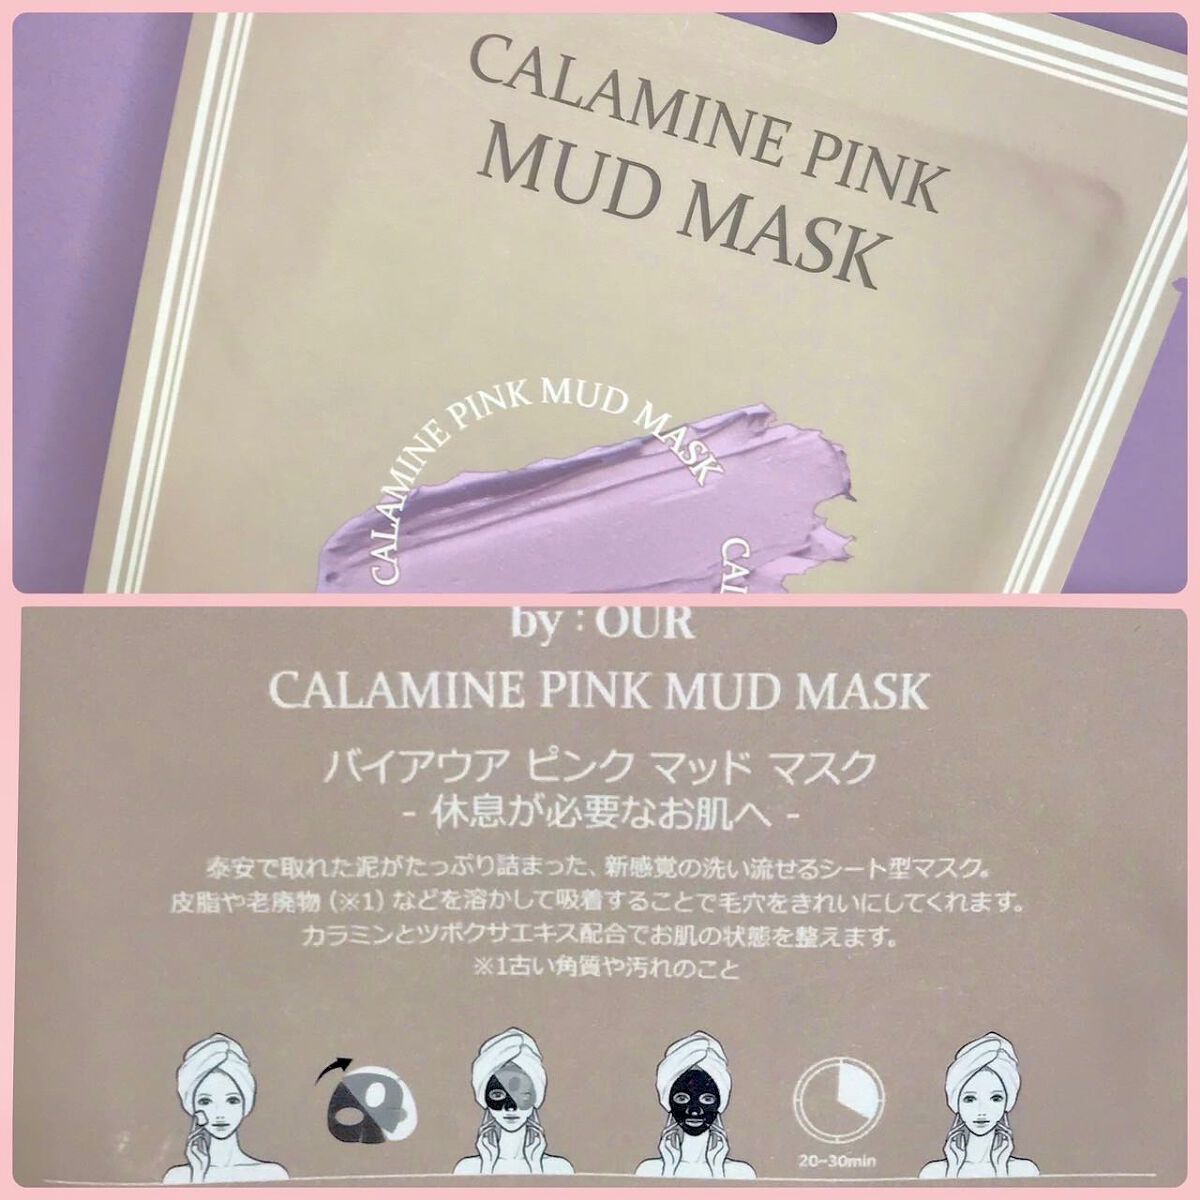 CALAMINE PINK
MUD MASK
CALAMINE PINK MUD MASK
CAL
by : OUR
CALAMINE PINK MUD MASK
バイアウア ピンク マッド マスク
- 休息が必要なお肌へ -
泰安で取れた泥がたっぷり詰まった、新感覚の洗い流せるシート型マスク。
皮脂や老廃物（※1）などを溶かして吸着することで毛穴をきれいにしてくれます。
カラミンとツボクサエキス配合でお肌の状態を整えます。
※1古い角質や汚れのこと
20~30min